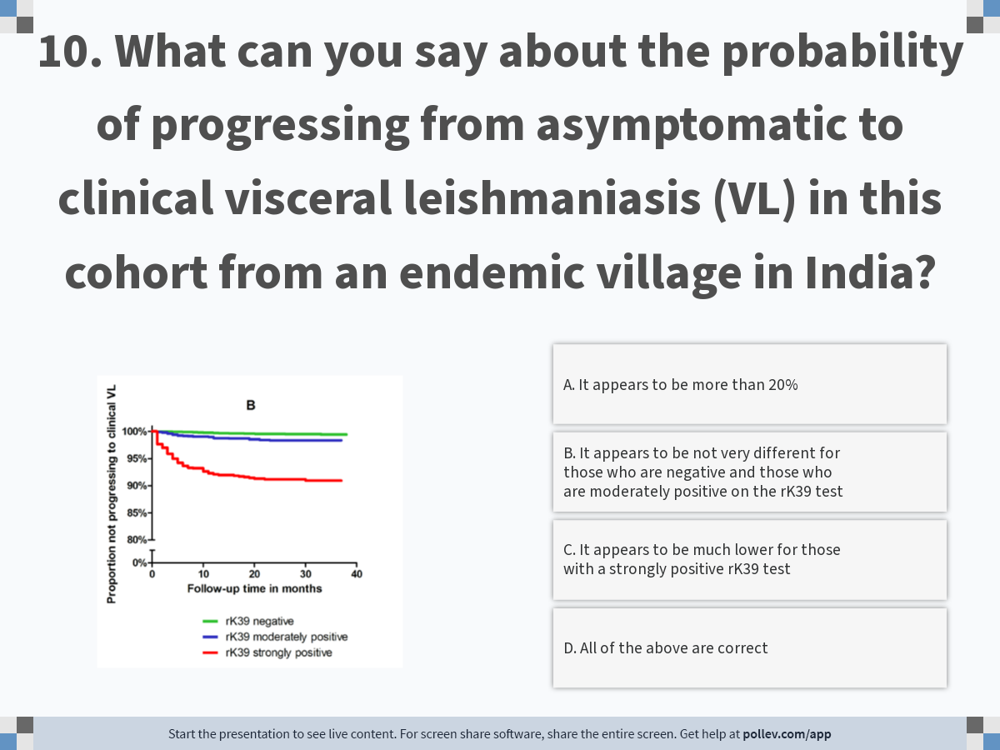 10. What can you say about the probability
of progressing from asymptomatic to
clinical visceral leishmaniasis (VL) in this
cohort from an endemic village in India?
B
Proportion not progressing to clinical VL
100%
95%
90%
85%
80%
0%
0 10 20 30 40
Follow-up time in months
rK39 negative
rK39 moderately positive
rK39 strongly positive
A. It appears to be more than 20%
B. It appears to be not very different for
those who are negative and those who
are moderately positive on the rK39 test
C. It appears to be much lower for those
with a strongly positive rK39 test
D. All of the above are correct
Start the presentation to see live content. For screen share software, share the entire screen. Get help at pollev.com/app